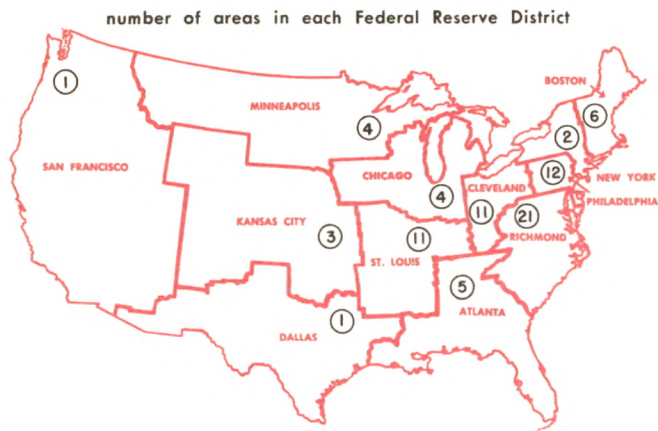 number of areas in each Federal Reserve District
1
BOSTON
MINNEAPOLIS
6
4
2
SAN FRANCISCO
CHICAGO
12
NEW YORK
CLEVELAND
4
PHILADELPHIA
KANSAS CITY
3
11
11
21
RICHMOND
ST. LOUIS
5
ATLANTA
1
DALLAS